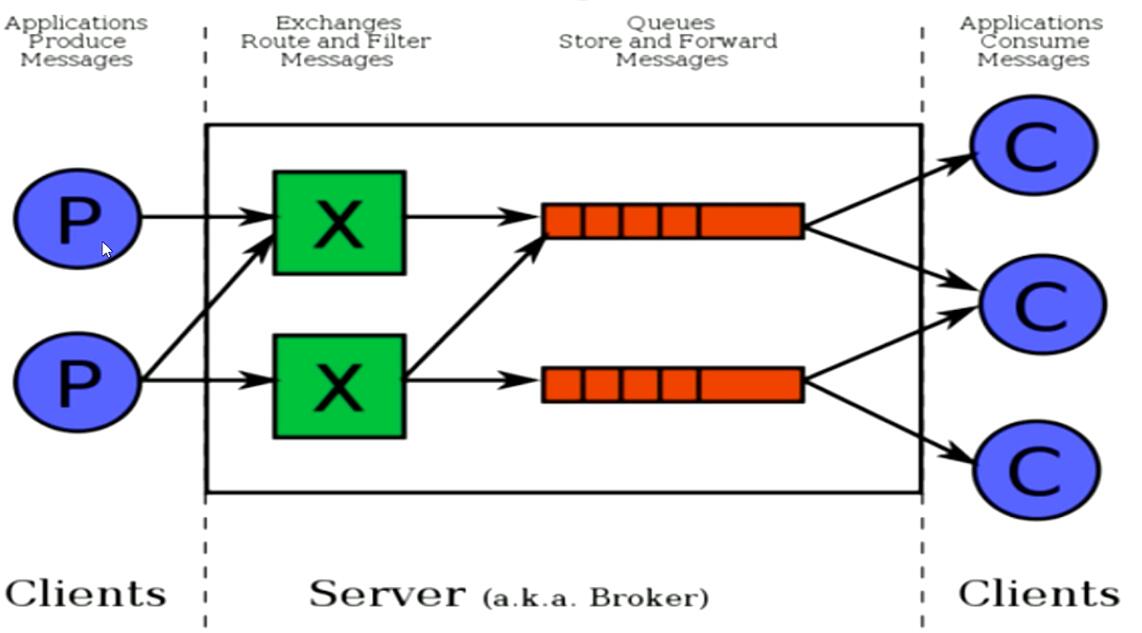 Applications
Produce
Messages
Exchanges
Route and Filter
Messages
Queues
Store and Forward
Messages
Applications
Consume
Messages
P
X
C
P
X
C
C
Clients
Server (a.k.a. Broker)
Clients